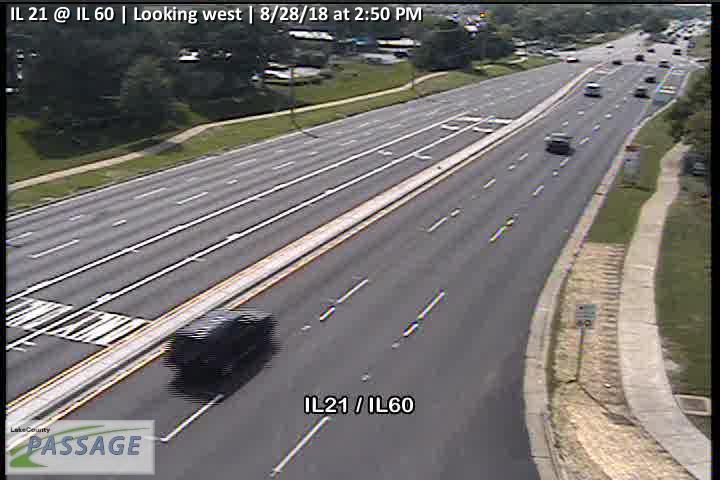 IL 21 @ IL 60 | Looking west | 8/28/18 at 2:50 PM
IL21 / IL60
LakeCounty
PASSAGE